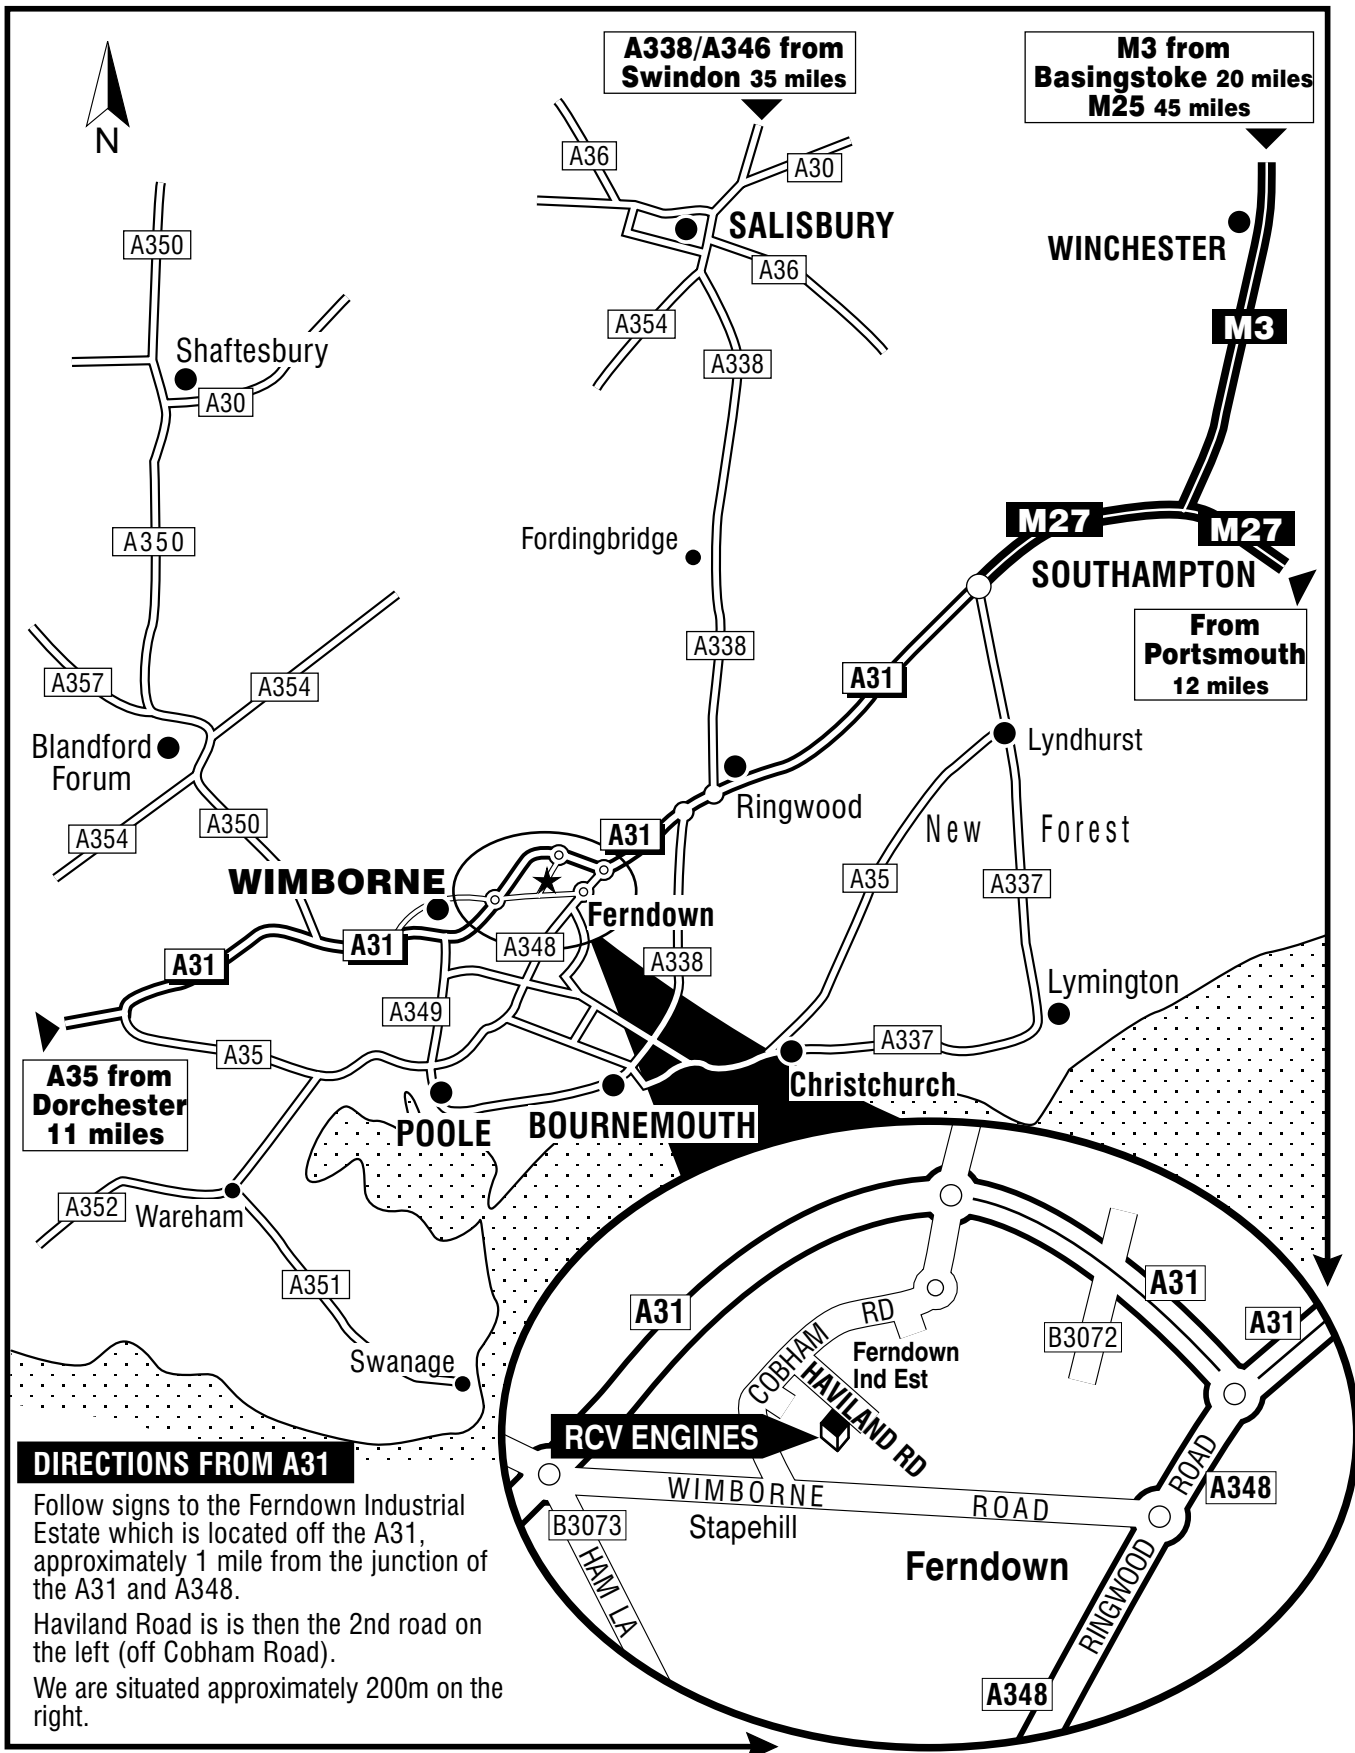 A338/A346 from
Swindon 35 miles
M3 from
Basingstoke 20 miles
M25 45 miles
N
A36
A30
SALISBURY
WINCHESTER
A350
A36
A354
M3
Shaftesbury
A338
A30
M27
M27
A350
Fordingbridge
SOUTHAMPTON
From
Portsmouth
12 miles
A338
A31
A357
A354
Blandford
Forum
Lyndhurst
Ringwood
A354
A350
A31
New Forest
WIMBORNE
A35
A337
Ferndown
A31
A31
A348
A338
Lymington
A349
A35
A337
A35 from
Dorchester
11 miles
Christchurch
POOLE
BOURNEMOUTH
A352
Wareham
A351
Swanage
A31
A31
A31
B3072
COBHAM RD
Ferndown
Ind Est
HAVILAND RD
RCV ENGINES
WIMBORNE ROAD
Stapehill
B3073
HAM LA
A348
RINGWOOD ROAD
Ferndown
A348
DIRECTIONS FROM A31
Follow signs to the Ferndown Industrial
Estate which is located off the A31,
approximately 1 mile from the junction of
the A31 and A348.
Haviland Road is is then the 2nd road on
the left (off Cobham Road).
We are situated approximately 200m on the
right.